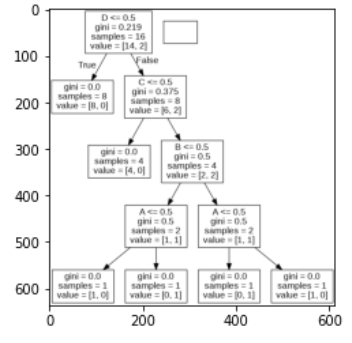 0
100
200
300
400
500
600
D <= 0.5
gini = 0.219
samples = 16
value = [14, 2]
True
False
gini = 0.0
samples = 8
value = [8, 0]
C <= 0.5
gini = 0.375
samples = 8
value = [6, 2]
gini = 0.0
samples = 4
value = [4, 0]
B <= 0.5
gini = 0.5
samples = 4
value = [2, 2]
A <= 0.5
gini = 0.5
samples = 2
value = [1, 1]
A <= 0.5
gini = 0.5
samples = 2
value = [1, 1]
gini = 0.0
samples = 1
value = [1, 0]
gini = 0.0
samples = 1
value = [0, 1]
gini = 0.0
samples = 1
value = [0, 1]
gini = 0.0
samples = 1
value = [1, 0]
0 200 400 600